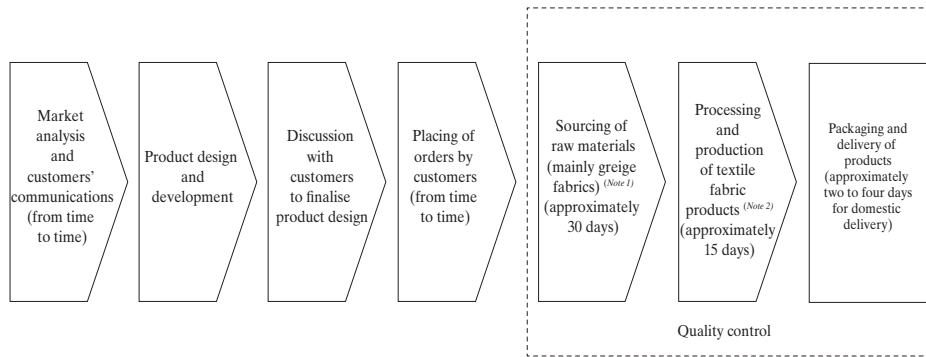 Market
analysis
and
customers’
communications
(from time
to time)
Product design
and
development
Discussion
with
customers
to finalise
product design
Placing of
orders by
customers
(from time
to time)
Sourcing of
raw materials
(mainly greige
fabrics) (Note 1)
(approximately
30 days)
Processing
and
production
of textile
fabric
products (Note 2)
(approximately
15 days)
Packaging and
delivery of
products
(approximately
two to four days
for domestic
delivery)
Quality control